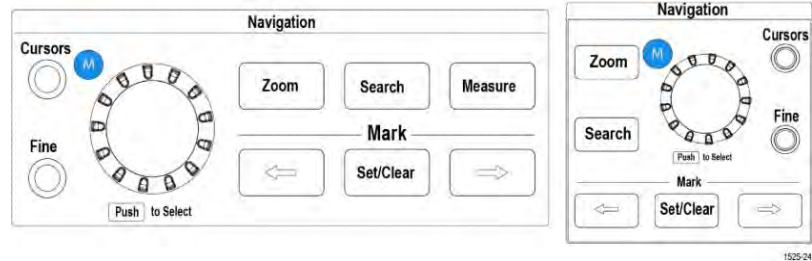 Navigation
Cursors
M
Zoom
Search
Measure
Fine
Mark
Set/Clear
Push to Select
Navigation
Cursors
Zoom
M
Search
Fine
Push to Select
Mark
Set/Clear
1525-24